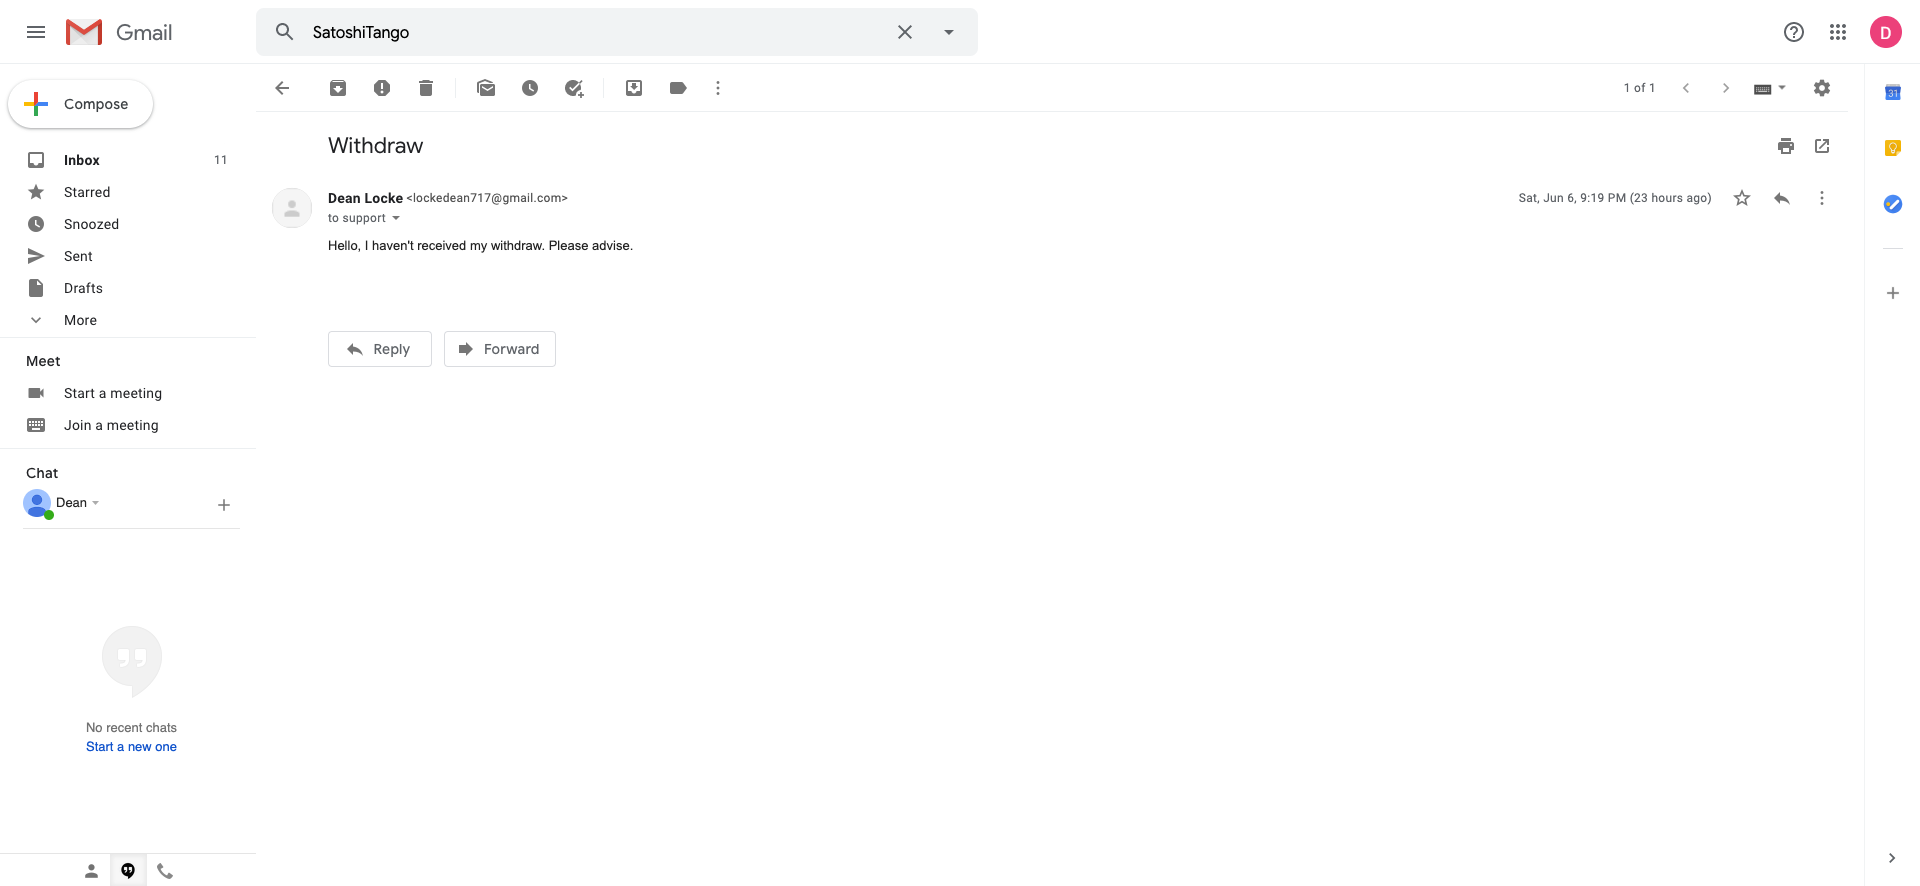 Gmail
SatoshiTango
D
Compose
1 of 1
31
Withdraw
Inbox 11
Starred
Snoozed
Sent
Drafts
More
Dean Locke <lockedean717@gmail.com>
Sat, Jun 6, 9:19 PM (23 hours ago)
to support
Hello, I haven't received my withdraw. Please advise.
Reply
Forward
Meet
Start a meeting
Join a meeting
Chat
Dean
No recent chats
Start a new one